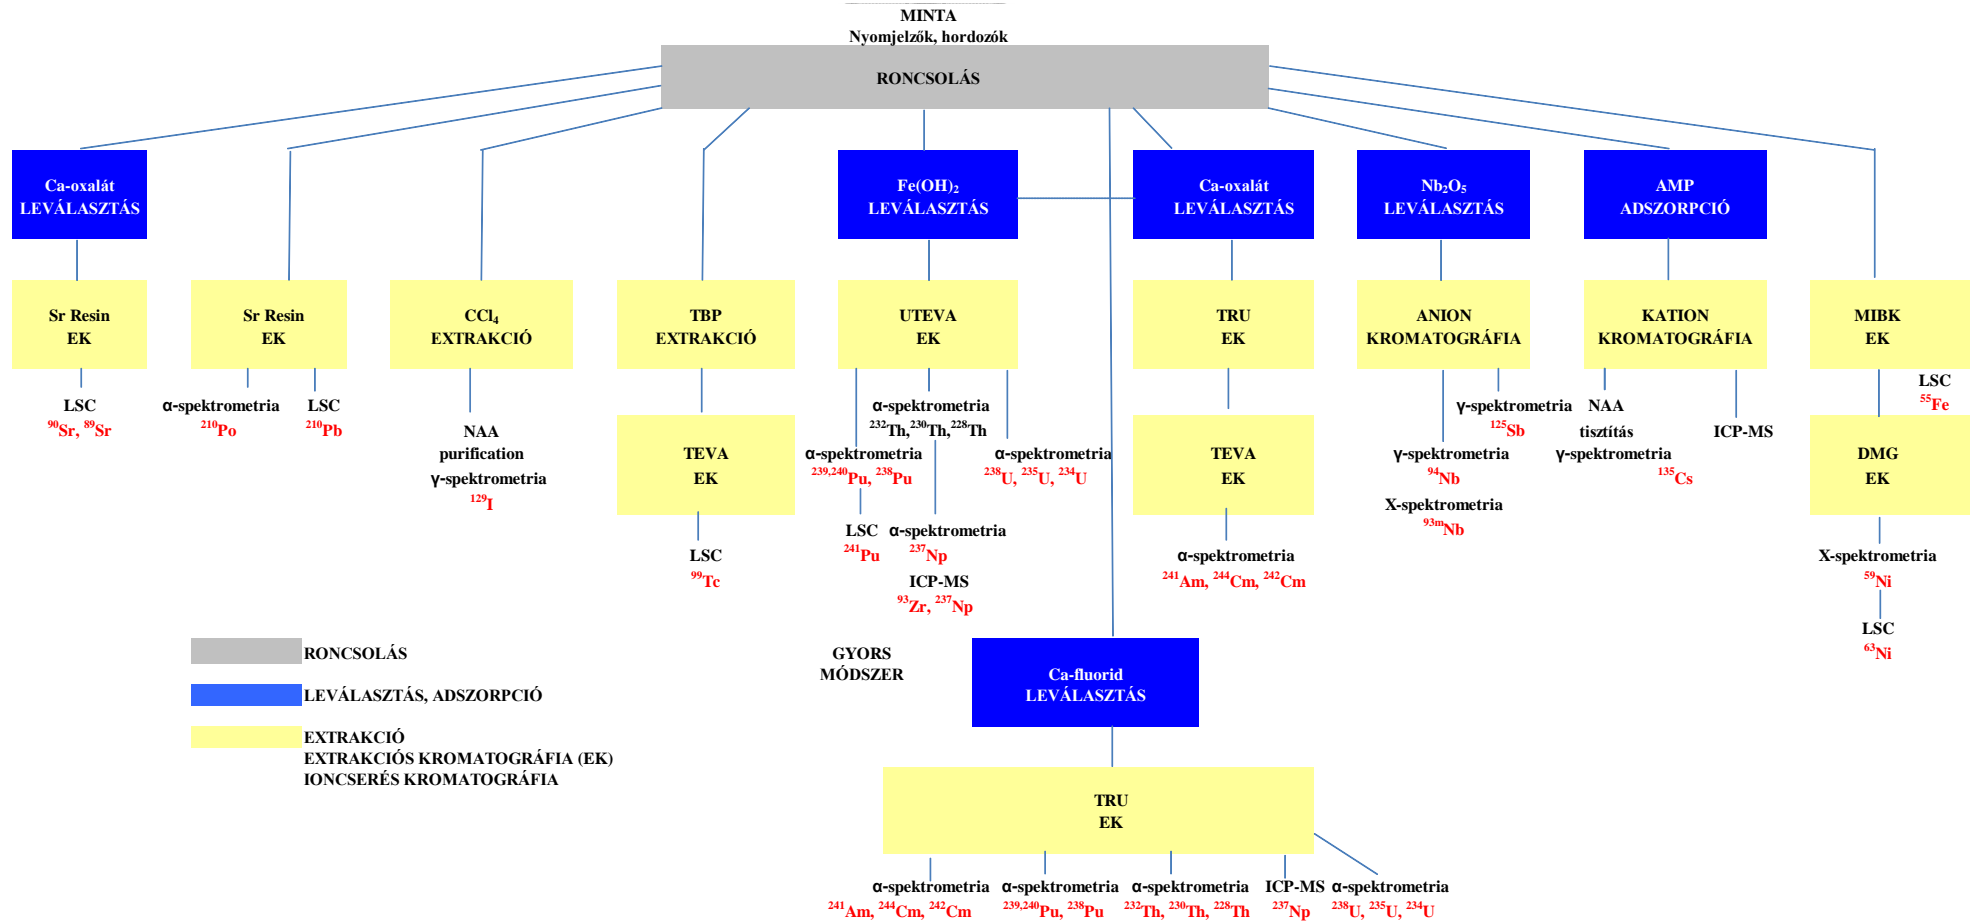 MINTA
Nyomjelzők, hordozók
RONCSOLÁS
Ca-oxalát
LEVÁLASZTÁS
Fe(OH)₂
LEVÁLASZTÁS
Ca-oxalát
LEVÁLASZTÁS
Nb₂O₅
LEVÁLASZTÁS
AMP
ADSZORPCIÓ
Sr Resin
EK
Sr Resin
EK
CCl₄
EXTRAKCIÓ
TBP
EXTRAKCIÓ
UTEVA
EK
TRU
EK
ANION
KROMATOGRÁFIA
KATION
KROMATOGRÁFIA
MIBK
EK
LSC
⁹⁰Sr, ⁸⁹Sr
α-spektrometria
²¹⁰Po
LSC
²¹⁰Pb
NAA
purification
γ-spektrometria
¹²⁹I
TEVA
EK
LSC
⁹⁹Tc
α-spektrometria
²³²Th,²³⁰Th,²²⁸Th
α-spektrometria
²³⁹,²⁴⁰Pu, ²³⁸Pu
α-spektrometria
²³⁸U, ²³⁵U, ²³⁴U
LSC
²⁴¹Pu
α-spektrometria
²³⁷Np
ICP-MS
⁹³Zr, ²³⁷Np
TEVA
EK
α-spektrometria
²⁴¹Am, ²⁴⁴Cm, ²⁴²Cm
γ-spektrometria
¹²⁵Sb
γ-spektrometria
⁹⁴Nb
X-spektrometria
⁹³ᵐNb
NAA
tisztítás
γ-spektrometria
¹³⁵Cs
ICP-MS
LSC
⁵⁵Fe
DMG
EK
X-spektrometria
⁵⁹Ni
LSC
⁶³Ni
RONCSOLÁS
LEVÁLASZTÁS, ADSZORPCIÓ
EXTRAKCIÓ
EXTRAKCIÓS KROMATOGRÁFIA (EK)
IONCSERÉS KROMATOGRÁFIA
GYORS
MÓDSZER
Ca-fluorid
LEVÁLASZTÁS
TRU
EK
α-spektrometria
²⁴¹Am, ²⁴⁴Cm, ²⁴²Cm
α-spektrometria
²³⁹,²⁴⁰Pu, ²³⁸Pu
α-spektrometria
²³²Th, ²³⁰Th, ²²⁸Th
ICP-MS
²³⁷Np
α-spektrometria
²³⁸U, ²³⁵U, ²³⁴U